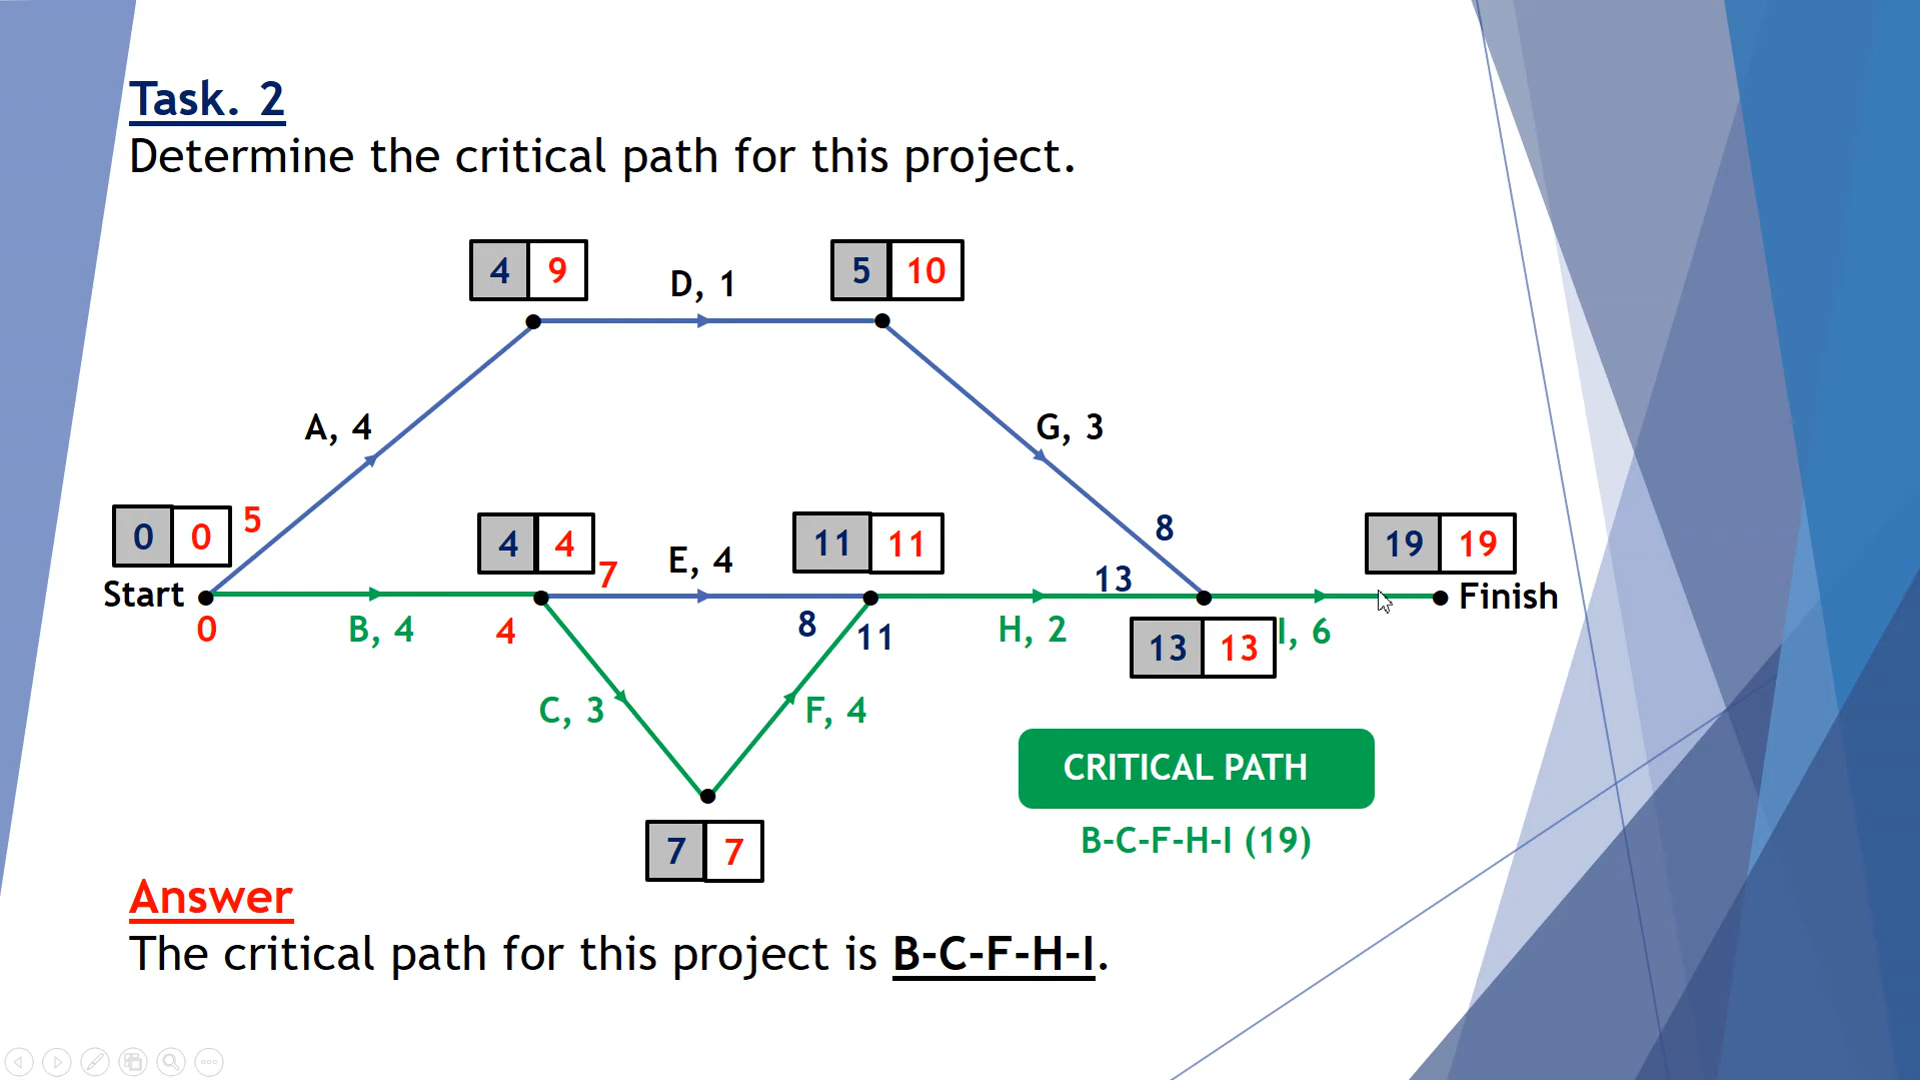 Task. 2
Determine the critical path for this project.
4 9
D, 1
5 10
A, 4
G, 3
0 0
5
4 4
7
E, 4
11 11
8
19 19
Start
13
Finish
0
B, 4
4
8
11
H, 2
13 13
I, 6
C, 3
F, 4
CRITICAL PATH
B-C-F-H-I (19)
7 7
Answer
The critical path for this project is B-C-F-H-I.